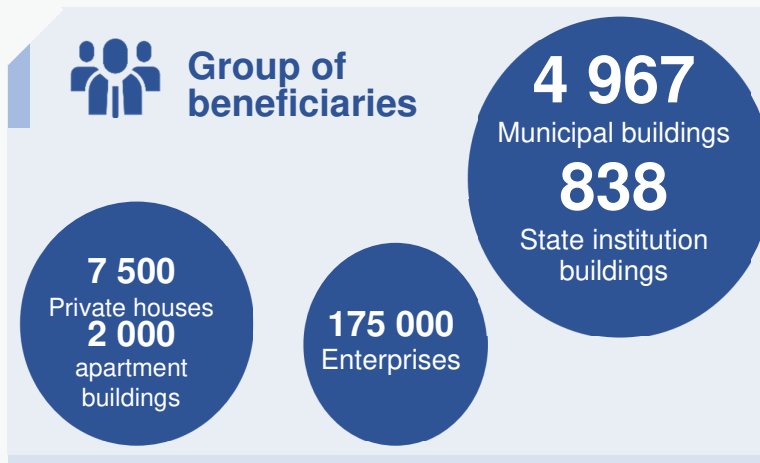 Group of
beneficiaries
4 967
Municipal buildings
838
State institution
buildings
7 500
Private houses
2 000
apartment
buildings
175 000
Enterprises